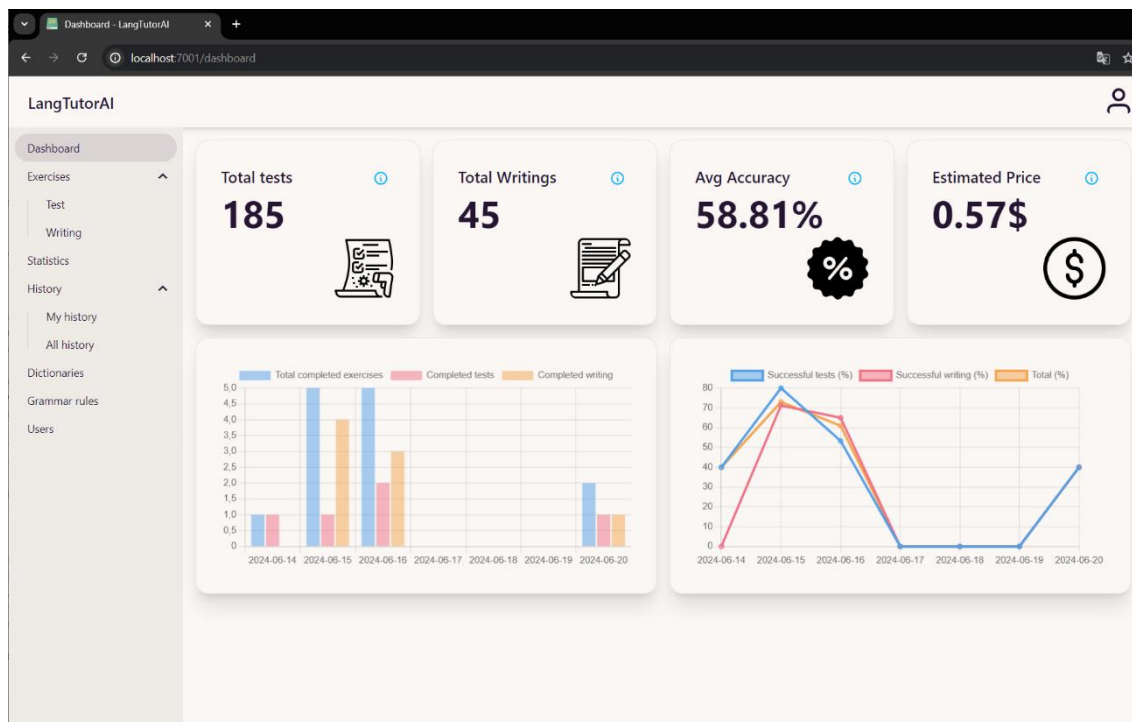 Dashboard - LangTutorAI
localhost:7001/dashboard
LangTutorAI
Dashboard
Exercises
Test
Writing
Statistics
History
My history
All history
Dictionaries
Grammar rules
Users
Total tests
185
Total Writings
45
Avg Accuracy
58.81%
%
Estimated Price
0.57$
$
Total completed exercises Completed tests Completed writing
5,0
4,5
4,0
3,5
3,0
2,5
2,0
1,5
1,0
0,5
0
2024-06-14 2024-06-15 2024-06-16 2024-06-17 2024-06-18 2024-06-19 2024-06-20
Successful tests (%) Successful writing (%) Total (%)
80
70
60
50
40
30
20
10
0
2024-06-14 2024-06-15 2024-06-16 2024-06-17 2024-06-18 2024-06-19 2024-06-20